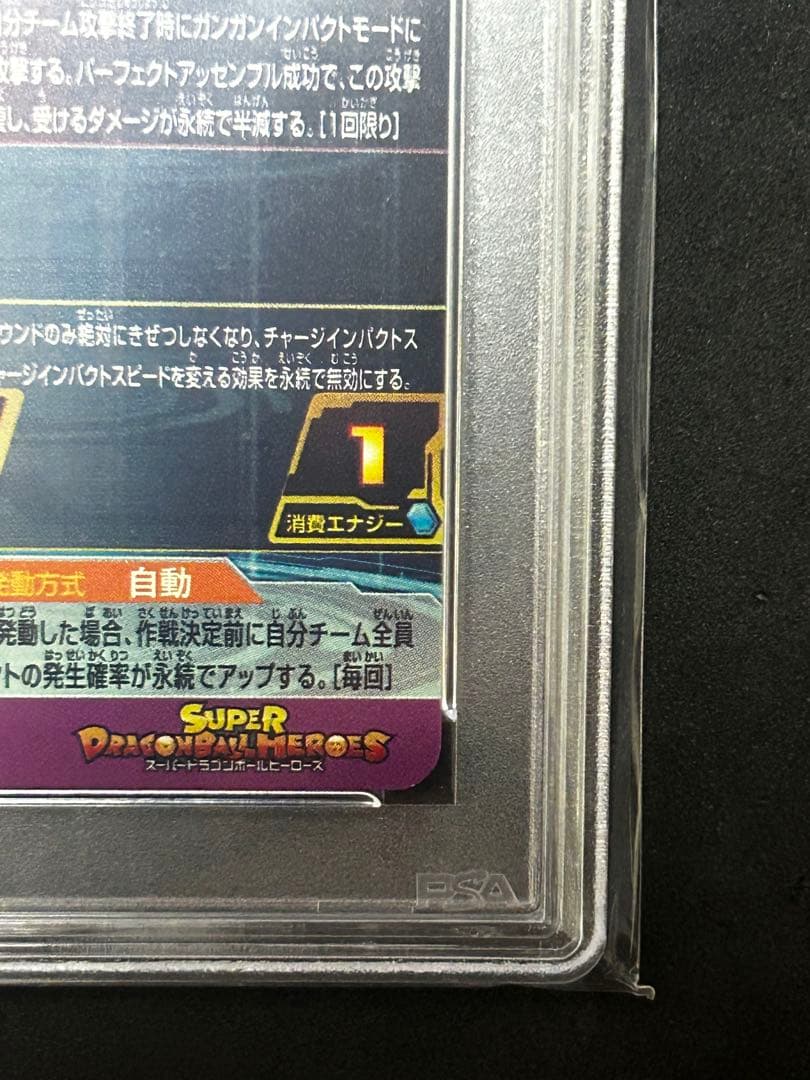 分チーム攻撃終了時にガンガンインパクトモードに
攻撃する。パーフェクトアッセンブル成功で、この攻撃
し、受けるダメージが永続で半減する。[1回限り]
ウンドのみ絶対にきぜつしなくなり、チャージインパクトス
ャージインパクトスピードを変える効果を永続で無効にする。
1
消費エナジー
発動方式 自動
発動した場合、作戦決定前に自分チーム全員
ントの発生確率が永続でアップする。[毎回]
SUPER
DRAGONBALL HEROES
スーパードラゴンボールヒーローズ
PSA